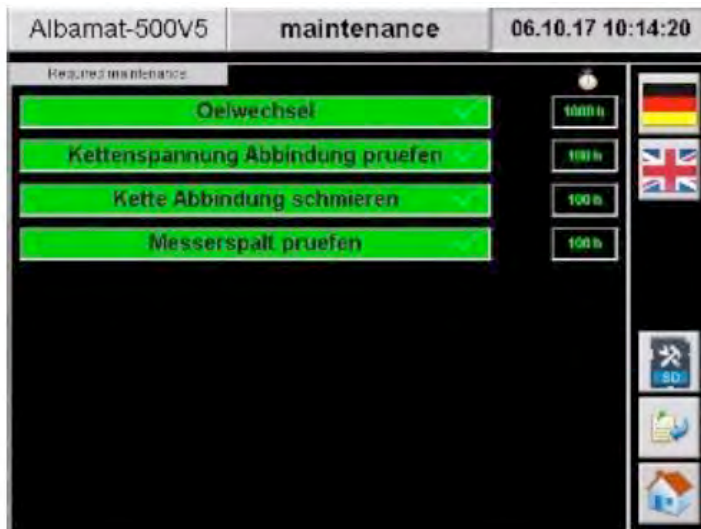 Albamat-500V5 maintenance 06.10.17 10:14:20
Required maintenance
Oelwechsel 1000 h
Kettenspannung Abbindung pruefen 100 h
Kette Abbindung schmieren 100 h
Messerspalt pruefen 100 h
SD